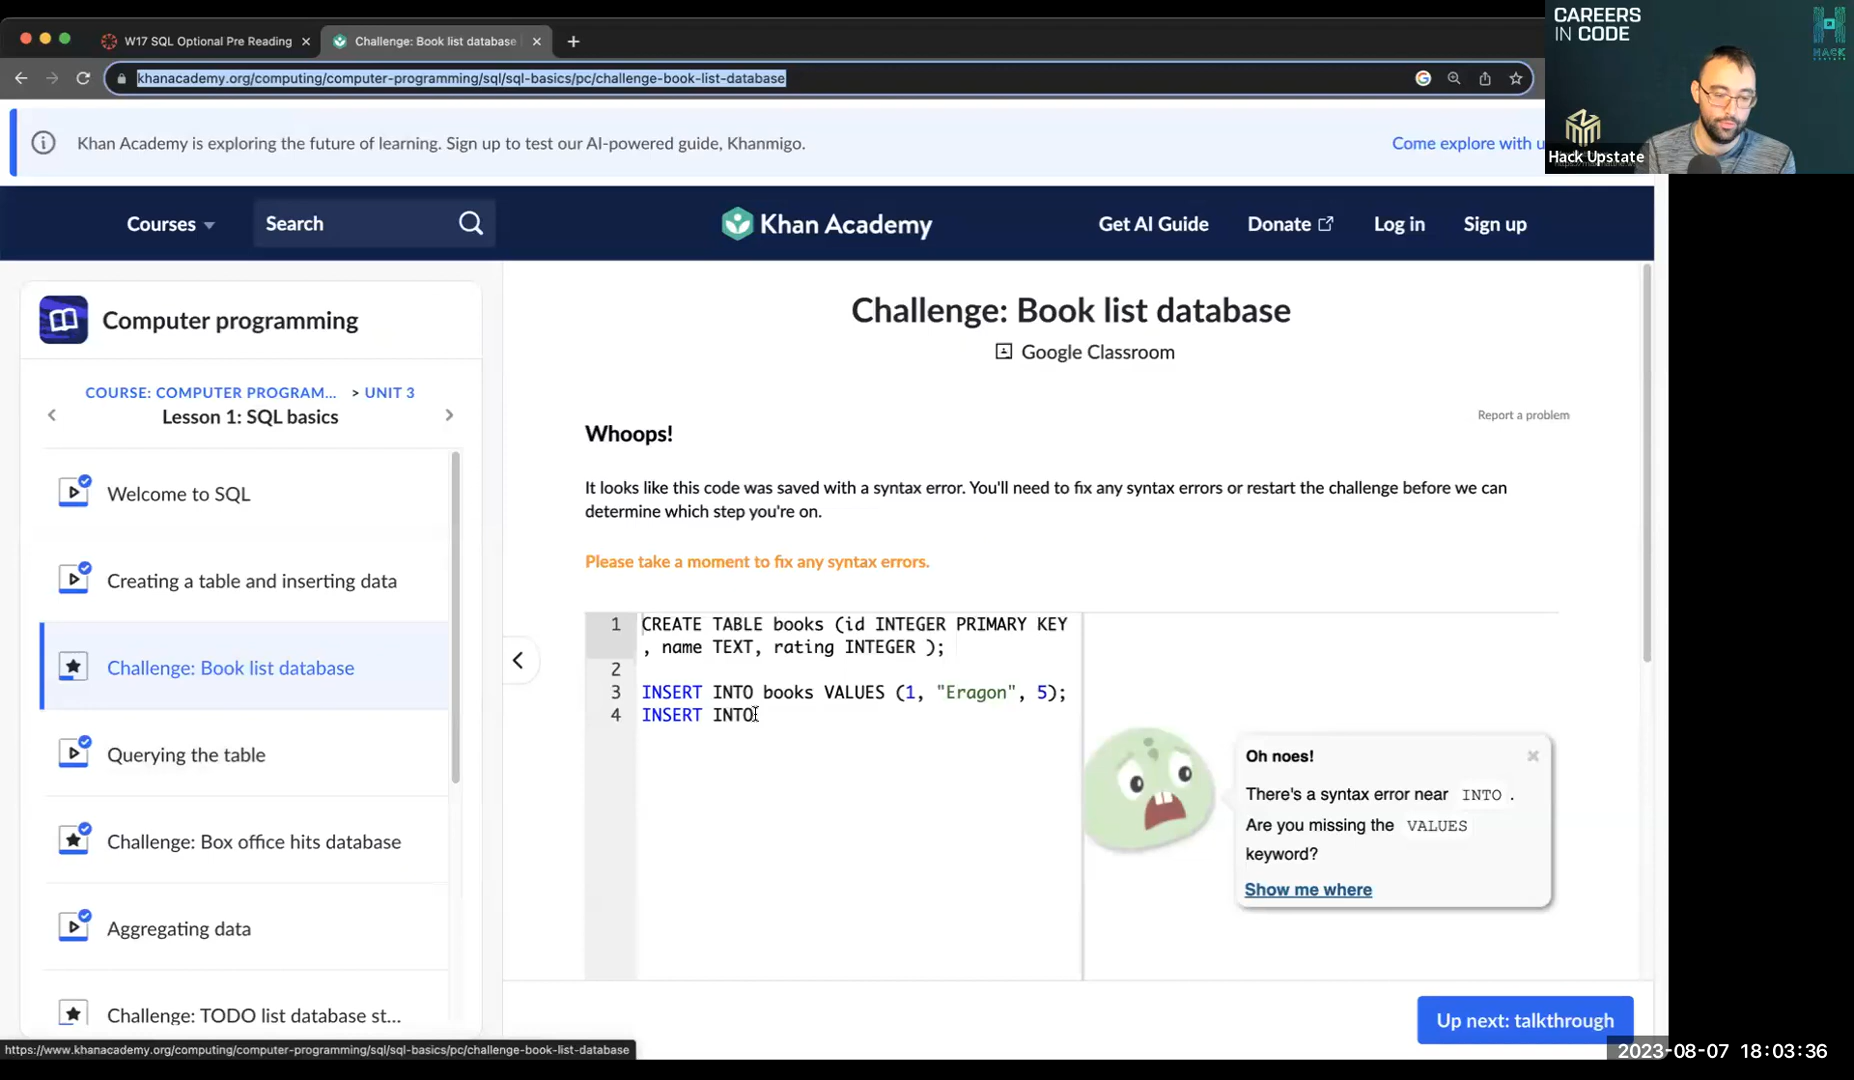 W17 SQL Optional Pre Reading
Challenge: Book list database
khanacademy.org/computing/computer-programming/sql/sql-basics/pc/challenge-book-list-database
CAREERS
IN CODE
HACK
UPSTATE
Hack Upstate
Khan Academy is exploring the future of learning. Sign up to test our AI-powered guide, Khanmigo.
Come explore with u
Courses
Search
Khan Academy
Get AI Guide
Donate
Log in
Sign up
Computer programming
COURSE: COMPUTER PROGRAM... > UNIT 3
Lesson 1: SQL basics
Welcome to SQL
Creating a table and inserting data
Challenge: Book list database
Querying the table
Challenge: Box office hits database
Aggregating data
Challenge: TODO list database st...
Challenge: Book list database
Google Classroom
Report a problem
Whoops!
It looks like this code was saved with a syntax error. You'll need to fix any syntax errors or restart the challenge before we can
determine which step you're on.
Please take a moment to fix any syntax errors.
1 CREATE TABLE books (id INTEGER PRIMARY KEY
, name TEXT, rating INTEGER );
2
3 INSERT INTO books VALUES (1, "Eragon", 5);
4 INSERT INTO
Oh noes!
There's a syntax error near INTO .
Are you missing the VALUES
keyword?
Show me where
Up next: talkthrough
https://www.khanacademy.org/computing/computer-programming/sql/sql-basics/pc/challenge-book-list-database
2023-08-07 18:03:36